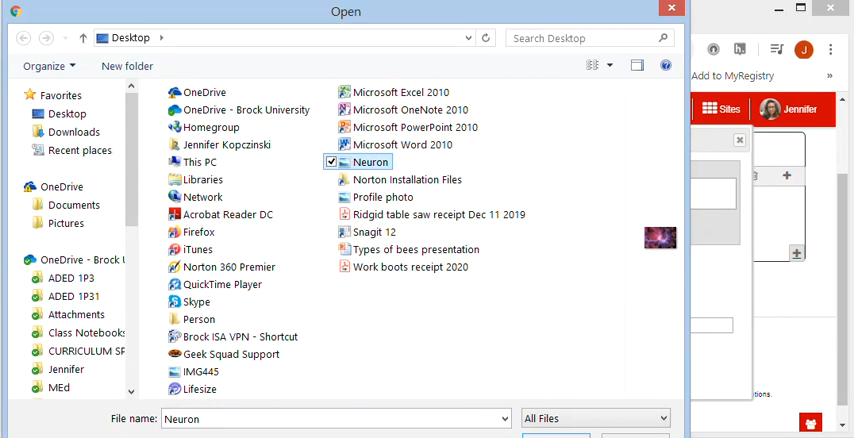 Open
Desktop
Search Desktop
Organize
New folder
Favorites
Desktop
Downloads
Recent places
OneDrive
Documents
Pictures
OneDrive - Brock U
ADED 1P3
ADED 1P31
Attachments
Class Notebooks
CURRICULUM SP
Jennifer
MEd
OneDrive
OneDrive - Brock University
Homegroup
Jennifer Kopczinski
This PC
Libraries
Network
Acrobat Reader DC
Firefox
iTunes
Norton 360 Premier
QuickTime Player
Skype
Person
Brock ISA VPN - Shortcut
Geek Squad Support
IMG445
Lifesize
Microsoft Excel 2010
Microsoft OneNote 2010
Microsoft PowerPoint 2010
Microsoft Word 2010
Neuron
Norton Installation Files
Profile photo
Ridgid table saw receipt Dec 11 2019
Snagit 12
Types of bees presentation
Work boots receipt 2020
File name: Neuron
All Files
J
Add to MyRegistry
Sites
Jennifer
tions.